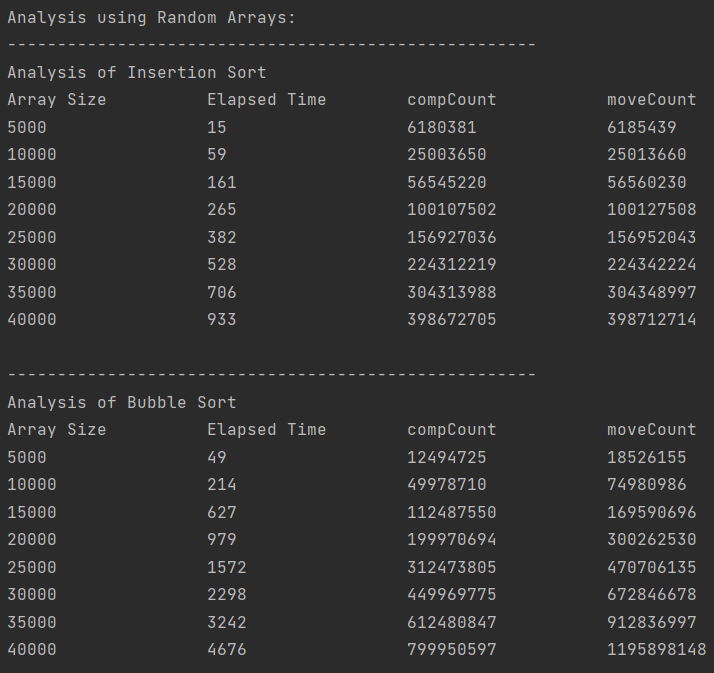 Analysis using Random Arrays:
-----------------------------------------------------
Analysis of Insertion Sort
Array Size          Elapsed Time        compCount           moveCount
5000                15                  6180381             6185439
10000               59                  25003650            25013660
15000               161                 56545220            56560230
20000               265                 100107502           100127508
25000               382                 156927036           156952043
30000               528                 224312219           224342224
35000               706                 304313988           304348997
40000               933                 398672705           398712714

-----------------------------------------------------
Analysis of Bubble Sort
Array Size          Elapsed Time        compCount           moveCount
5000                49                  12494725            18526155
10000               214                 49978710            74980986
15000               627                 112487550           169590696
20000               979                 199970694           300262530
25000               1572                312473805           470706135
30000               2298                449969775           672846678
35000               3242                612480847           912836997
40000               4676                799950597           1195898148